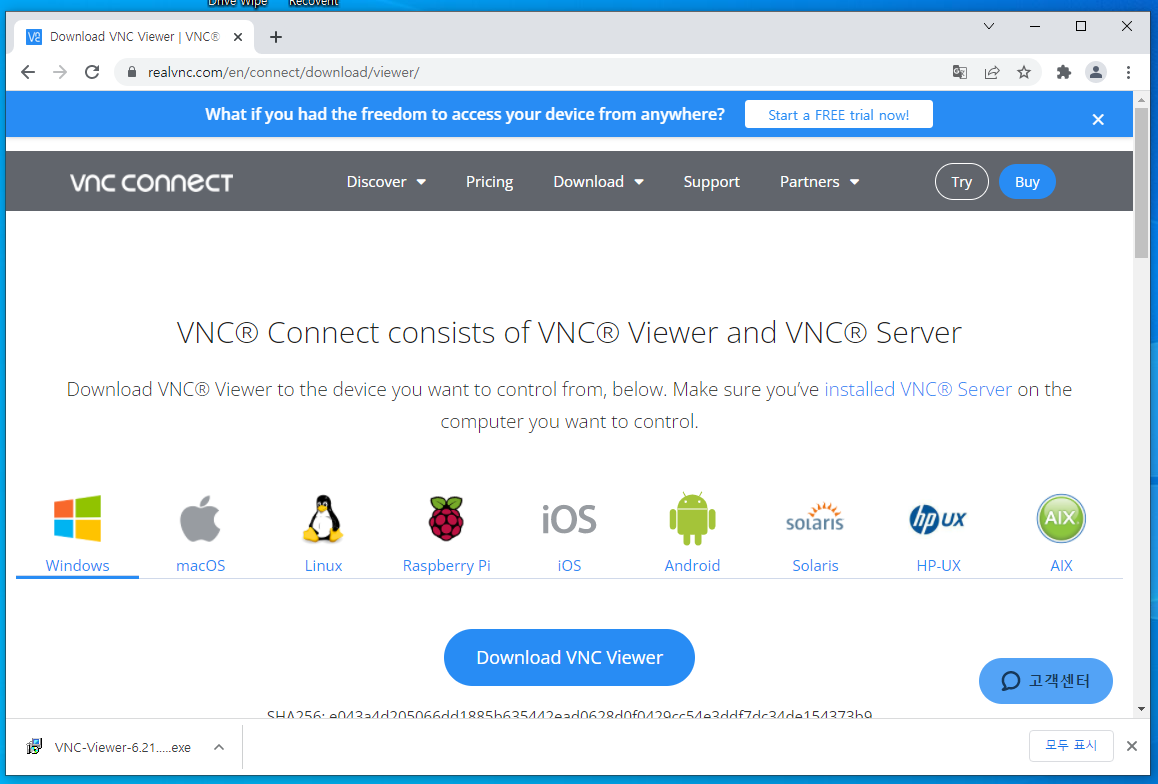 Drive Wipe Recoverit
Download VNC Viewer | VNC®
realvnc.com/en/connect/download/viewer/
What if you had the freedom to access your device from anywhere? Start a FREE trial now!
vnc connect Discover Pricing Download Support Partners Try Buy
VNC® Connect consists of VNC® Viewer and VNC® Server
Download VNC® Viewer to the device you want to control from, below. Make sure you've installed VNC® Server on the
computer you want to control.
iOS solaris hp UX AIX
Windows macOS Linux Raspberry Pi iOS Android Solaris HP-UX AIX
Download VNC Viewer
고객센터
SHA256: e043a4d205066dd1885b635442ead0628d0f0429cc54e3ddf7dc34de154373b9
VNC-Viewer-6.21.....exe 모두 표시